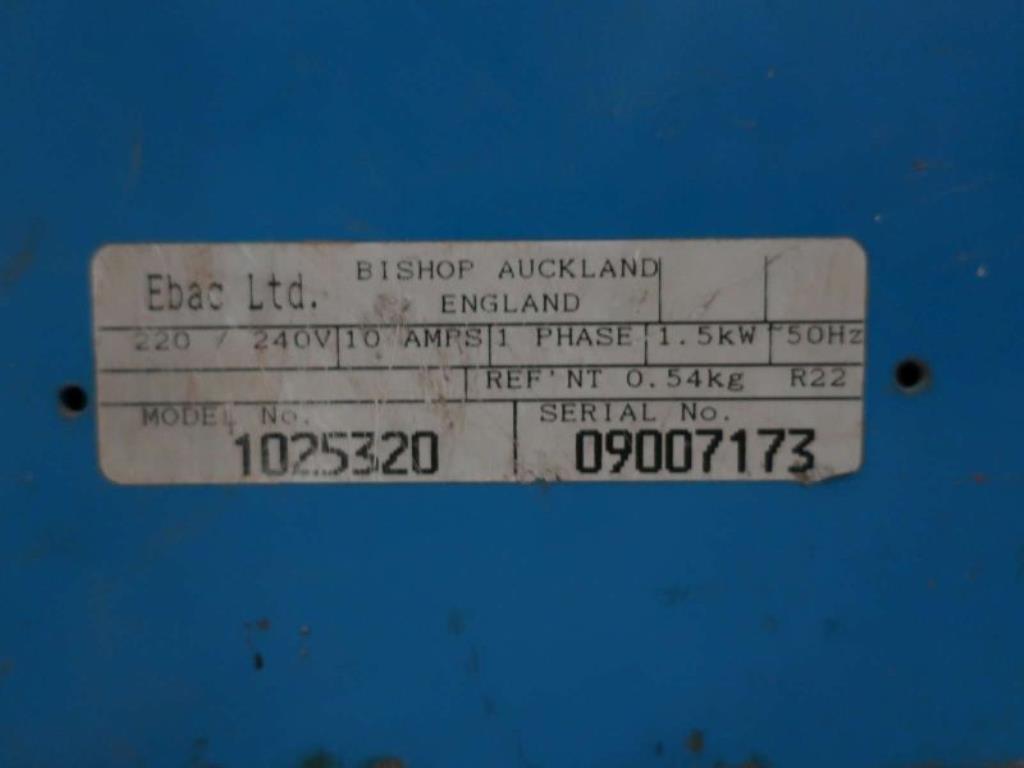 Ebac Ltd. BISHOP AUCKLAND
ENGLAND
220 / 240V 10 AMPS 1 PHASE 1.5kW ~50Hz
REF'NT 0.54kg R22
MODEL No. SERIAL No.
1025320 09007173